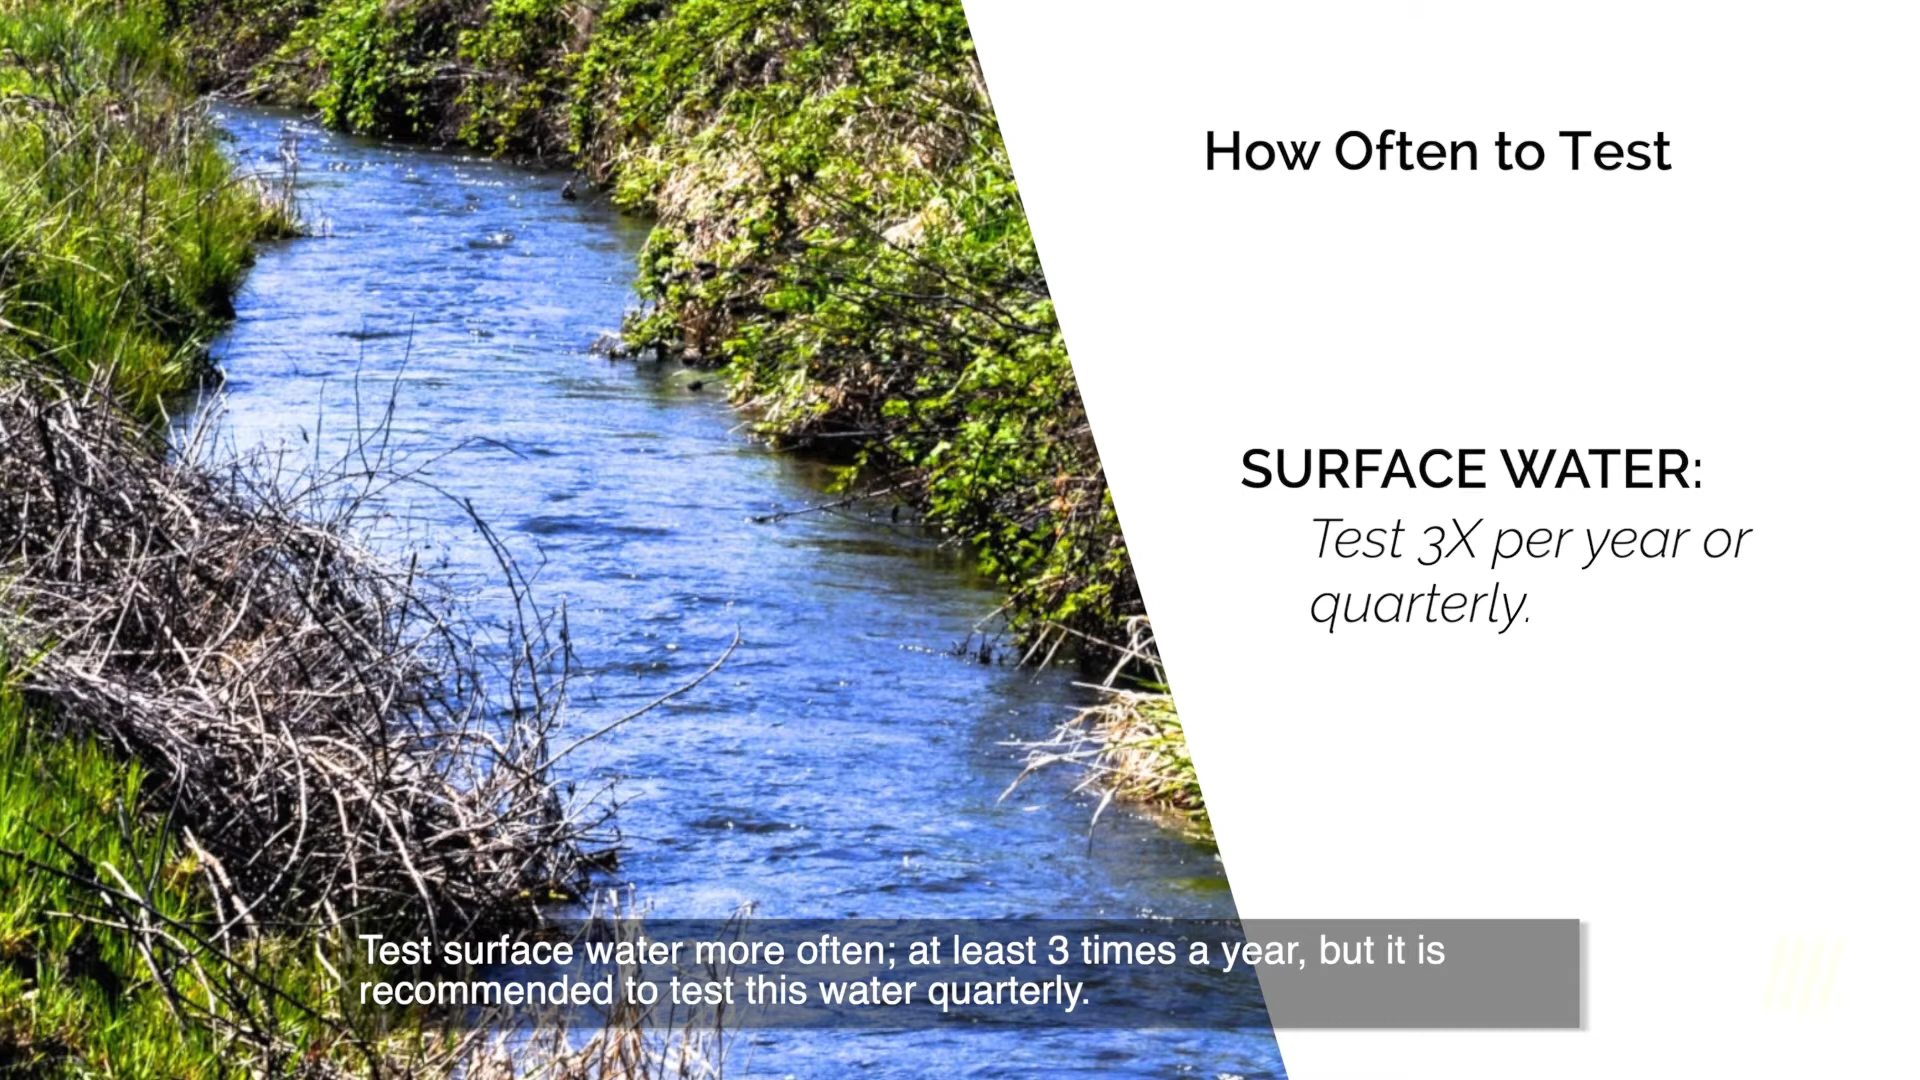 How Often to Test
SURFACE WATER:
Test 3X per year or
quarterly.
Test surface water more often; at least 3 times a year, but it is
recommended to test this water quarterly.